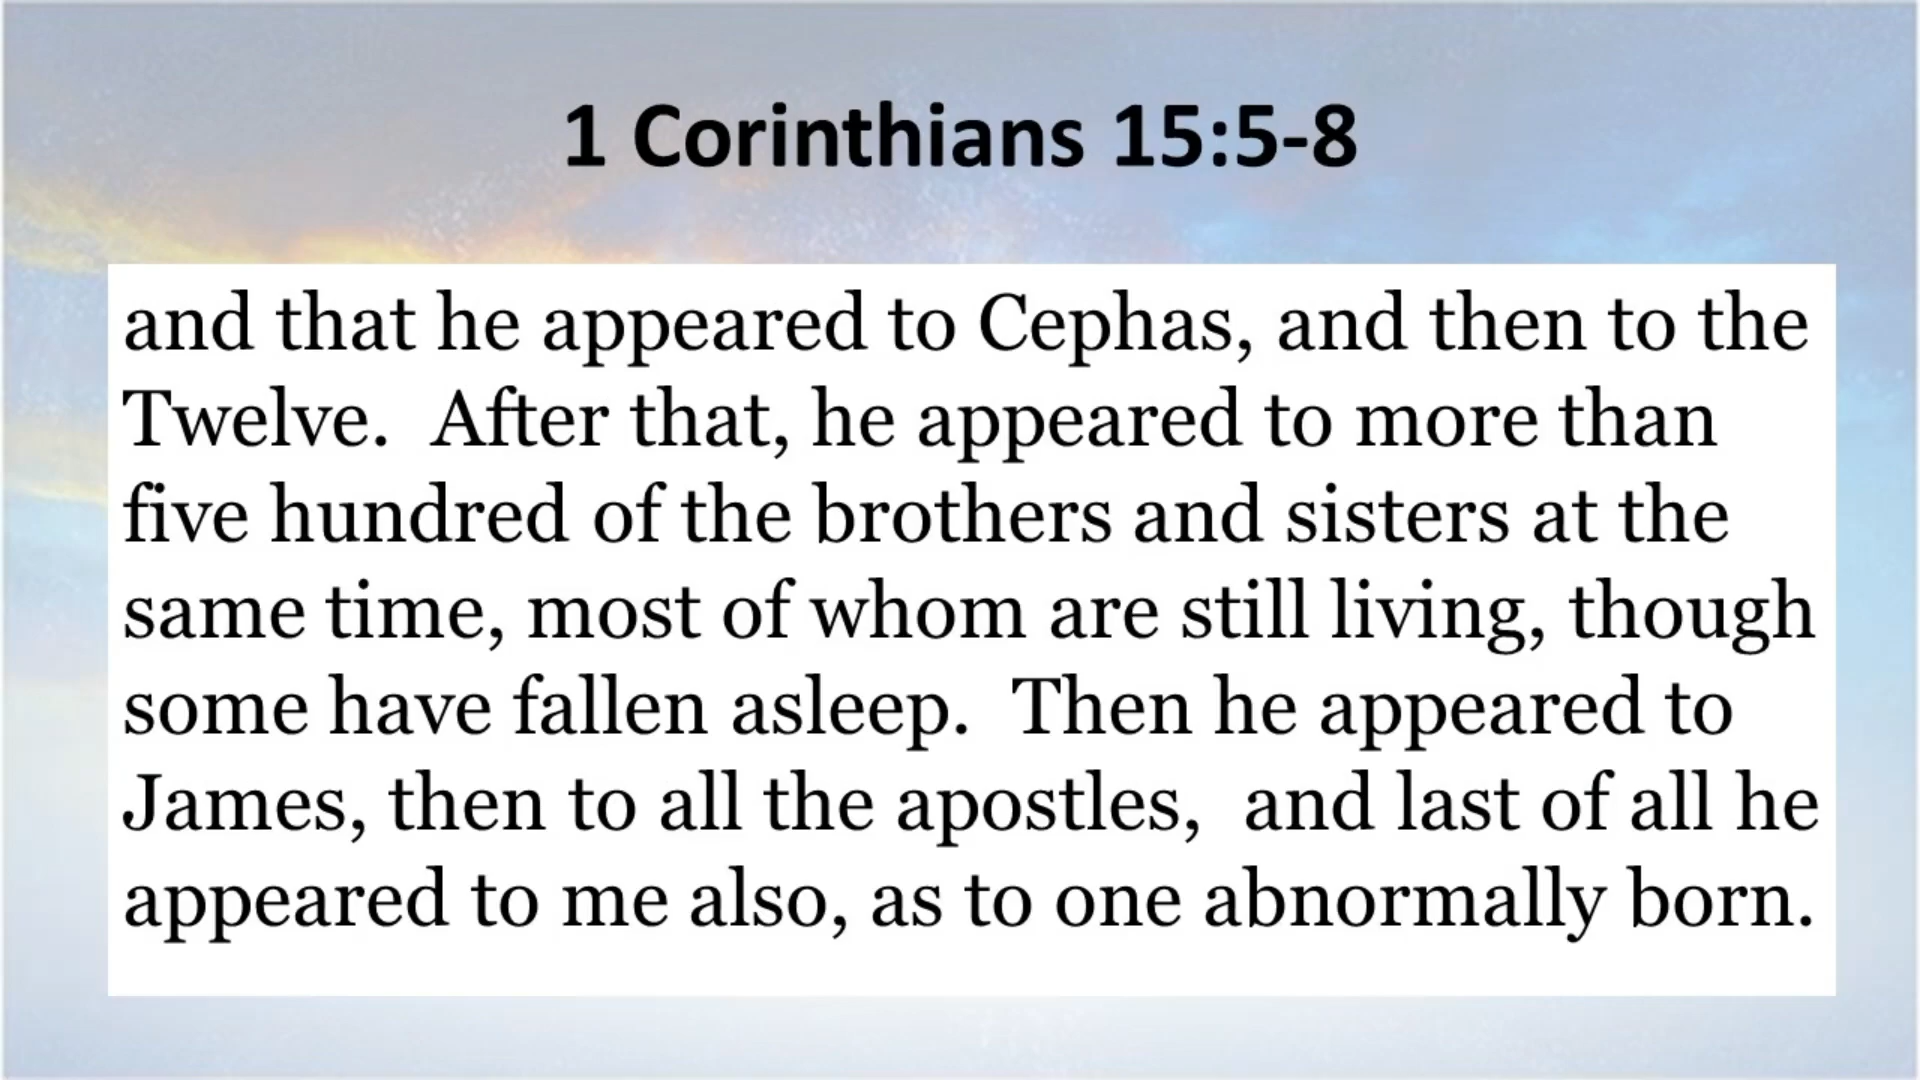 1 Corinthians 15:5-8
and that he appeared to Cephas, and then to the
Twelve.  After that, he appeared to more than
five hundred of the brothers and sisters at the
same time, most of whom are still living, though
some have fallen asleep.  Then he appeared to
James, then to all the apostles,  and last of all he
appeared to me also, as to one abnormally born.